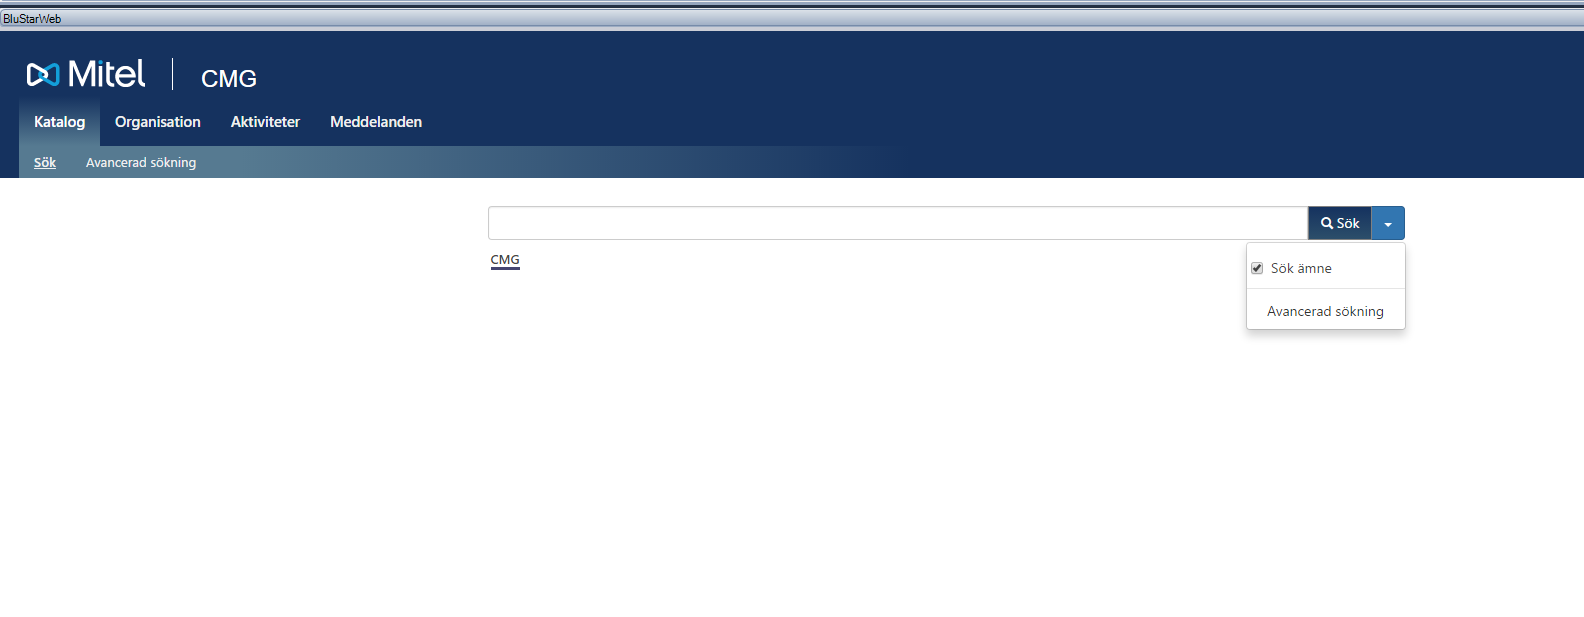 BluStarWeb
Mitel CMG
Katalog Organisation Aktiviteter Meddelanden
Sök Avancerad sökning
Sök
CMG
Sök ämne
Avancerad sökning